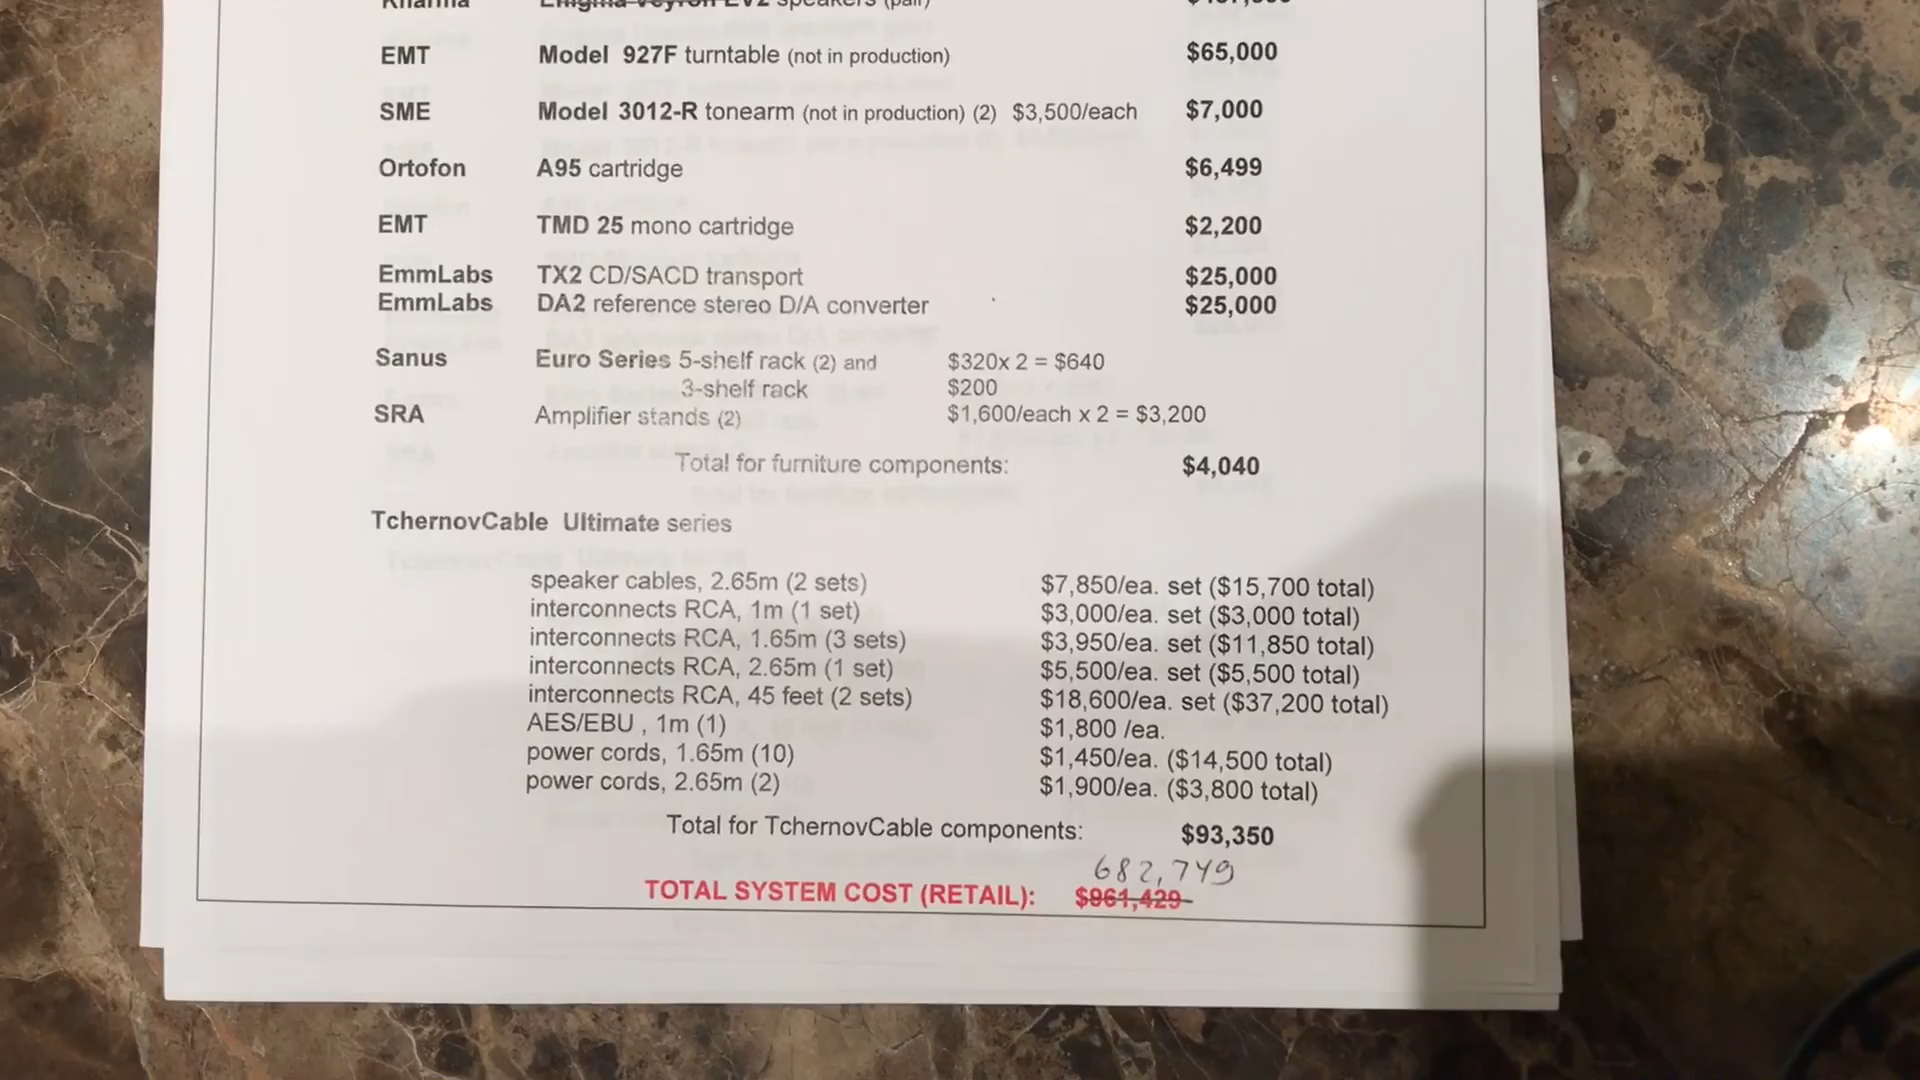 Kharma Enigma Veyron EV2 speakers (pair)
EMT Model 927F turntable (not in production) $65,000
SME Model 3012-R tonearm (not in production) (2) $3,500/each $7,000
Ortofon A95 cartridge $6,499
EMT TMD 25 mono cartridge $2,200
EmmLabs TX2 CD/SACD transport $25,000
EmmLabs DA2 reference stereo D/A converter $25,000
Sanus Euro Series 5-shelf rack (2) and $320x 2 = $640
3-shelf rack $200
SRA Amplifier stands (2) $1,600/each x 2 = $3,200
Total for furniture components: $4,040
TchernovCable Ultimate series
speaker cables, 2.65m (2 sets) $7,850/ea. set ($15,700 total)
interconnects RCA, 1m (1 set) $3,000/ea. set ($3,000 total)
interconnects RCA, 1.65m (3 sets) $3,950/ea. set ($11,850 total)
interconnects RCA, 2.65m (1 set) $5,500/ea. set ($5,500 total)
interconnects RCA, 45 feet (2 sets) $18,600/ea. set ($37,200 total)
AES/EBU , 1m (1) $1,800 /ea.
power cords, 1.65m (10) $1,450/ea. ($14,500 total)
power cords, 2.65m (2) $1,900/ea. ($3,800 total)
Total for TchernovCable components: $93,350
682,749
TOTAL SYSTEM COST (RETAIL): $961,429